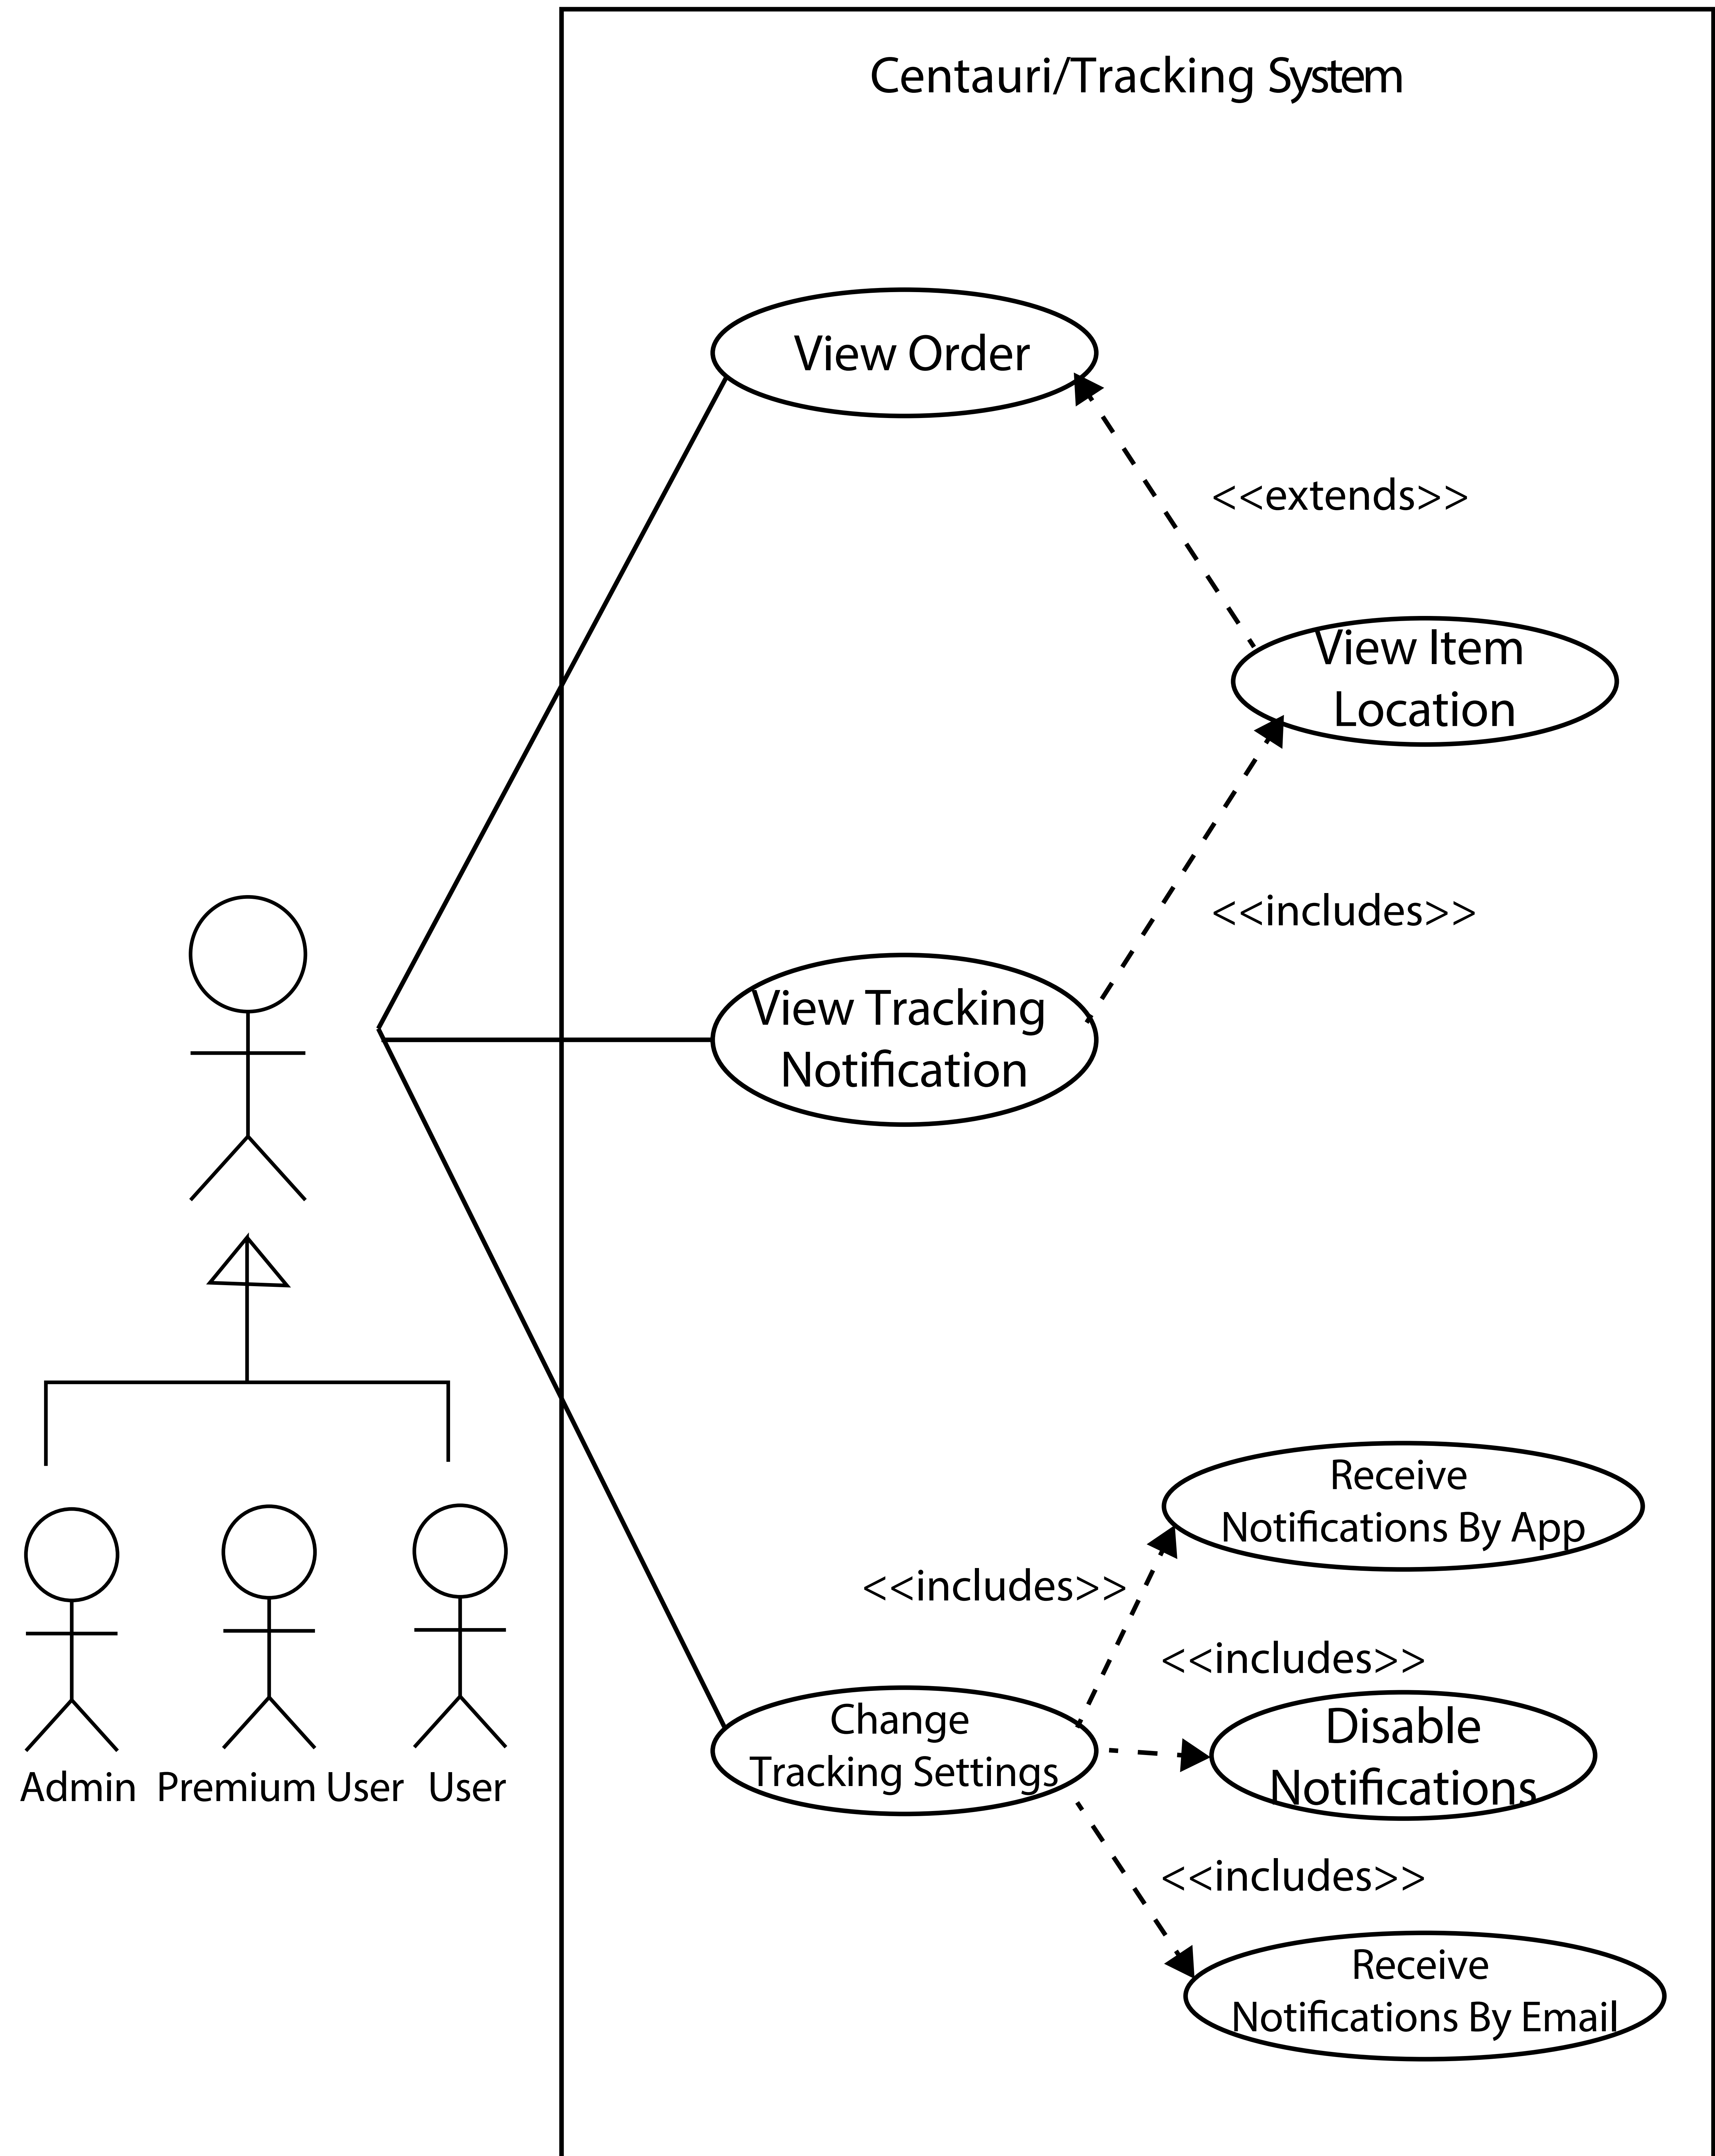 Centauri/Tracking System
View Order
<<extends>>
View Item
Location
<<includes>>
View Tracking
Notification
Receive
Notifications By App
<<includes>>
<<includes>>
Change
Tracking Settings
Disable
Notifications
Admin
Premium User
User
<<includes>>
Receive
Notifications By Email